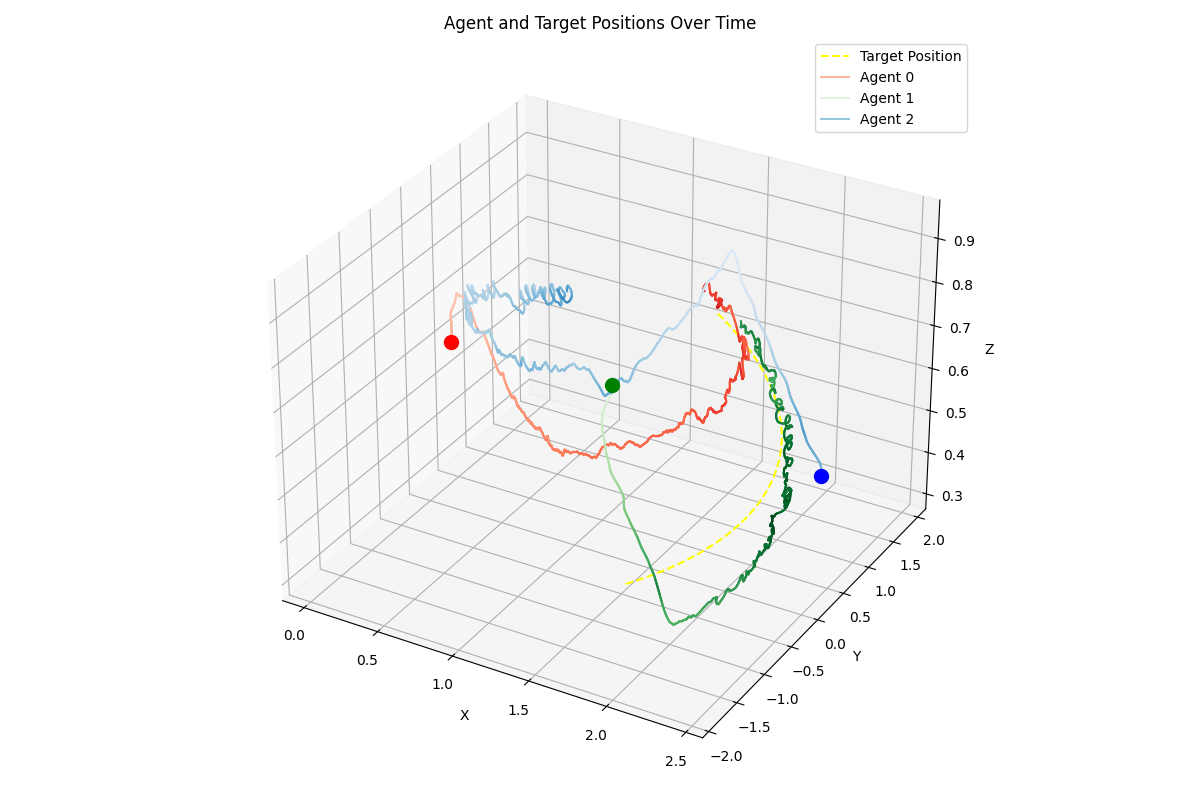 Agent and Target Positions Over Time
Target Position
Agent 0
Agent 1
Agent 2
Z
0.9
0.8
0.7
0.6
0.5
0.4
0.3
Y
2.0
1.5
1.0
0.5
0.0
−0.5
−1.0
−1.5
−2.0
X
0.0
0.5
1.0
1.5
2.0
2.5